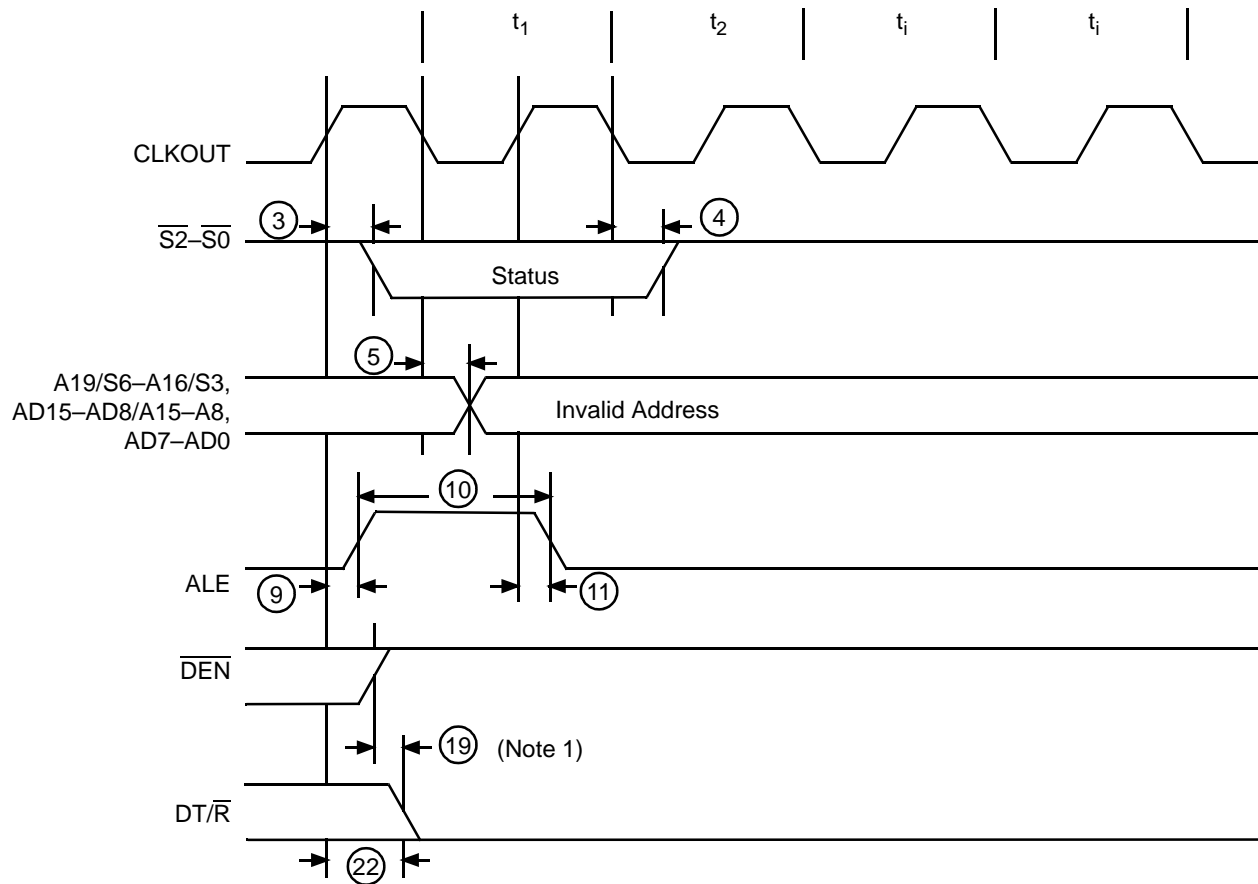 t1 t2 ti ti
CLKOUT
3 4
S2–S0
Status
5
A19/S6–A16/S3,
AD15–AD8/A15–A8,
AD7–AD0
Invalid Address
10
ALE
9 11
DEN
19 (Note 1)
DT/R
22